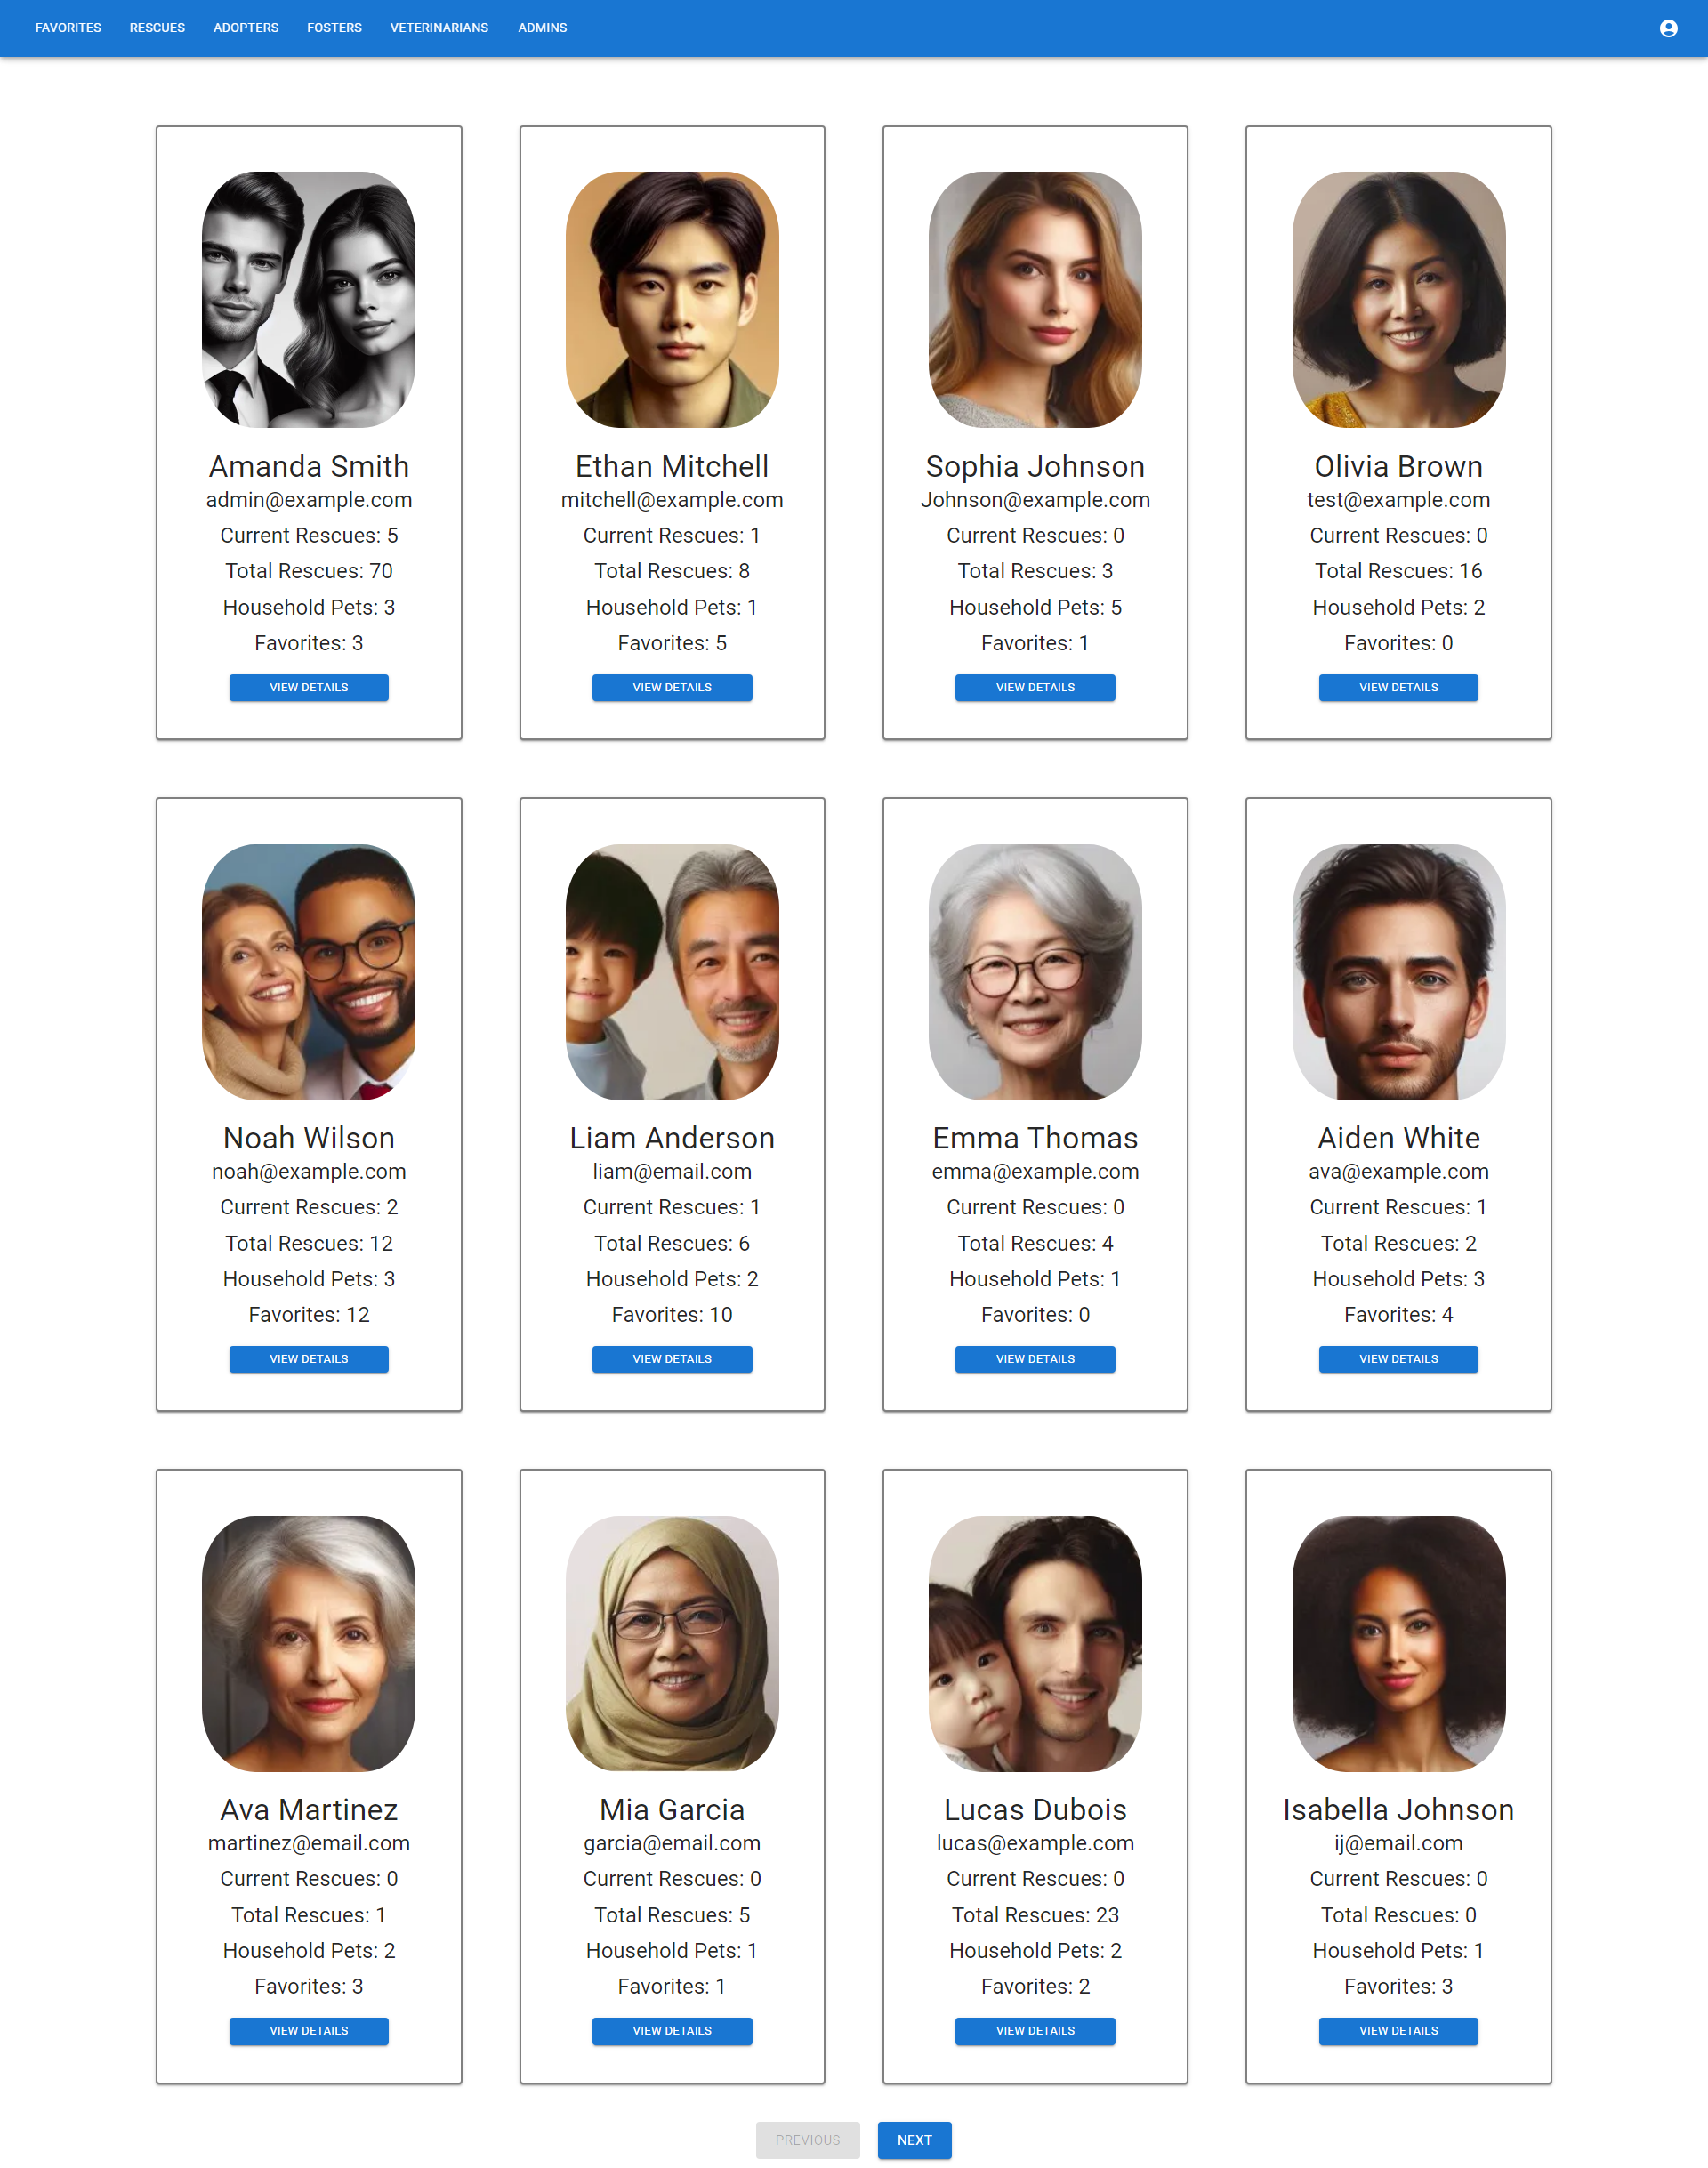 FAVORITES RESCUES ADOPTERS FOSTERS VETERINARIANS ADMINS
Amanda Smith
admin@example.com
Current Rescues: 5
Total Rescues: 70
Household Pets: 3
Favorites: 3
VIEW DETAILS
Ethan Mitchell
mitchell@example.com
Current Rescues: 1
Total Rescues: 8
Household Pets: 1
Favorites: 5
VIEW DETAILS
Sophia Johnson
Johnson@example.com
Current Rescues: 0
Total Rescues: 3
Household Pets: 5
Favorites: 1
VIEW DETAILS
Olivia Brown
test@example.com
Current Rescues: 0
Total Rescues: 16
Household Pets: 2
Favorites: 0
VIEW DETAILS
Noah Wilson
noah@example.com
Current Rescues: 2
Total Rescues: 12
Household Pets: 3
Favorites: 12
VIEW DETAILS
Liam Anderson
liam@email.com
Current Rescues: 1
Total Rescues: 6
Household Pets: 2
Favorites: 10
VIEW DETAILS
Emma Thomas
emma@example.com
Current Rescues: 0
Total Rescues: 4
Household Pets: 1
Favorites: 0
VIEW DETAILS
Aiden White
ava@example.com
Current Rescues: 1
Total Rescues: 2
Household Pets: 3
Favorites: 4
VIEW DETAILS
Ava Martinez
martinez@email.com
Current Rescues: 0
Total Rescues: 1
Household Pets: 2
Favorites: 3
VIEW DETAILS
Mia Garcia
garcia@email.com
Current Rescues: 0
Total Rescues: 5
Household Pets: 1
Favorites: 1
VIEW DETAILS
Lucas Dubois
lucas@example.com
Current Rescues: 0
Total Rescues: 23
Household Pets: 2
Favorites: 2
VIEW DETAILS
Isabella Johnson
ij@email.com
Current Rescues: 0
Total Rescues: 0
Household Pets: 1
Favorites: 3
VIEW DETAILS
PREVIOUS NEXT